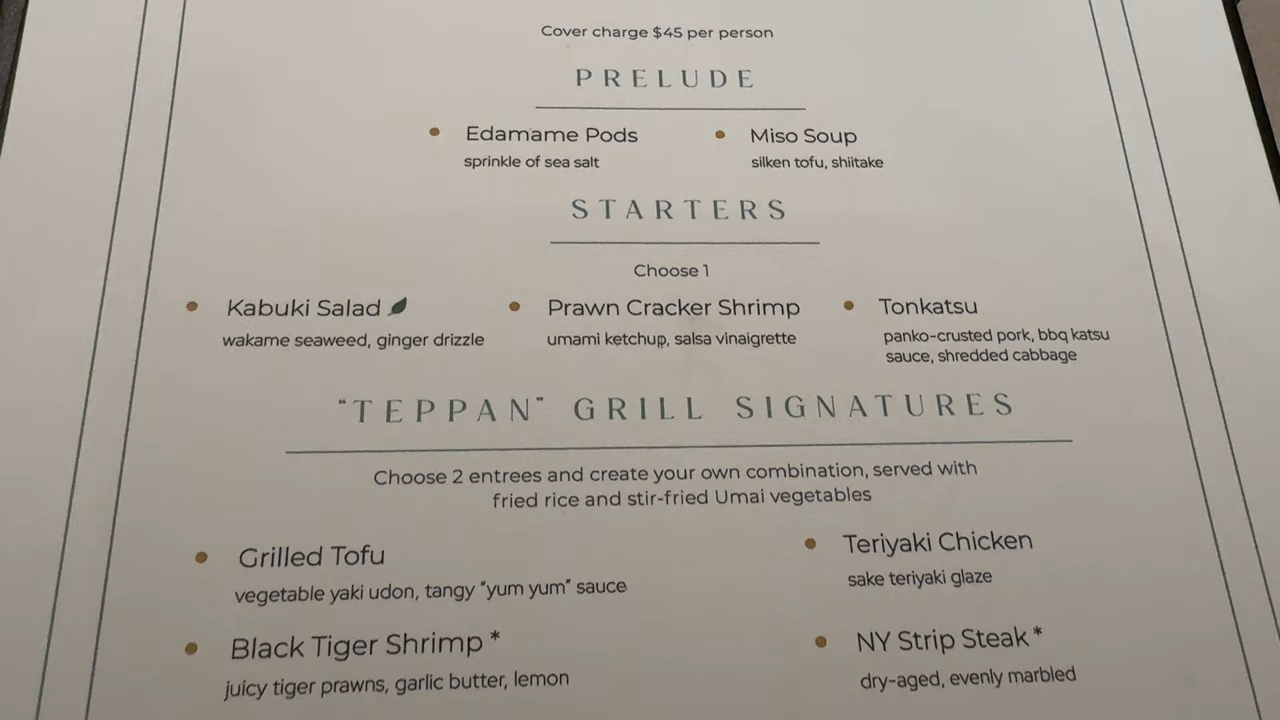 Cover charge $45 per person
PRELUDE
Edamame Pods
sprinkle of sea salt
Miso Soup
silken tofu, shiitake
STARTERS
Choose 1
Kabuki Salad
wakame seaweed, ginger drizzle
Prawn Cracker Shrimp
umami ketchup, salsa vinaigrette
Tonkatsu
panko-crusted pork, bbq katsu
sauce, shredded cabbage
"TEPPAN" GRILL SIGNATURES
Choose 2 entrees and create your own combination, served with
fried rice and stir-fried Umai vegetables
Grilled Tofu
vegetable yaki udon, tangy "yum yum" sauce
Teriyaki Chicken
sake teriyaki glaze
Black Tiger Shrimp *
juicy tiger prawns, garlic butter, lemon
NY Strip Steak *
dry-aged, evenly marbled